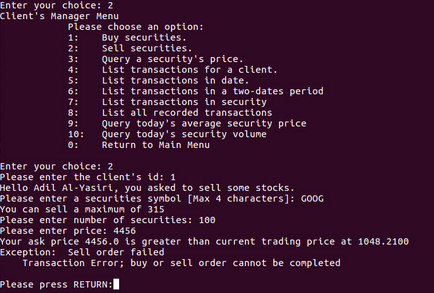 Enter your choice: 2
Client's Manager Menu
Please choose an option:
1: Buy securities.
2: Sell securities.
3: Query a security's price.
4: List transactions for a client.
5: List transactions in date.
6: List transactions in a two-dates period
7: List transactions in security
8: List all recorded transactions
9: Query today's average security price
10: Query today's security volume
0: Return to Main Menu
Enter your choice: 2
Please enter the client's id: 1
Hello Adil Al-Yasiri, you asked to sell some stocks.
Please enter a securities symbol [Max 4 characters]: GOOG
You can sell a maximum of 315
Please enter number of securities: 100
Please enter price: 4456
Your ask price 4456.0 is greater than current trading price at 1048.2100
Exception: Sell order failed
Transaction Error; buy or sell order cannot be completed
Please press RETURN: